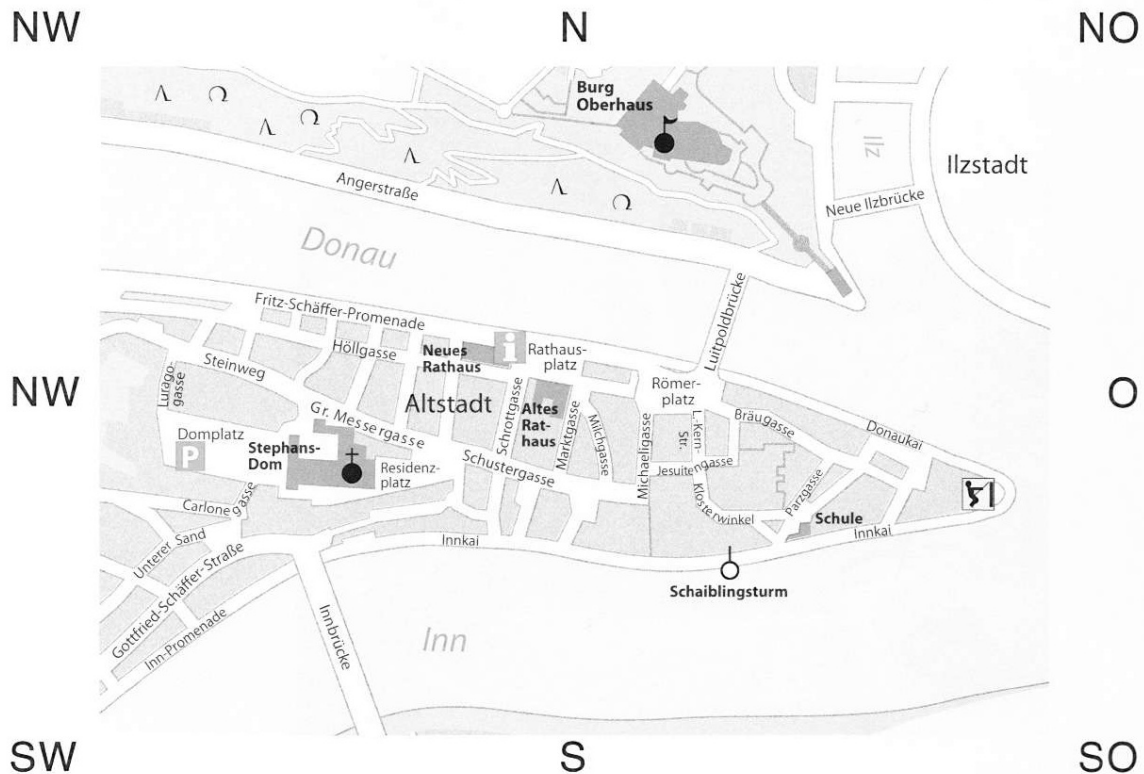 NW
N
NO
Burg
Oberhaus
Ilz
Ilzstadt
Angerstraße
Neue Ilzbrücke
Donau
Luitpoldbrücke
Fritz-Schäffer-Promenade
Höllgasse
Neues
Rathaus
i
Rathaus-
platz
Steinweg
Lurago-
gasse
Römer-
platz
NW
Altstadt
O
Gr. Messergasse
Schrottgasse
Altes
Rat-
haus
Marktgasse
Milchgasse
Michaeligasse
L.-Kern-
Str.
Bräugasse
Donaukai
Domplatz
P
Stephans-
Dom
Residenz-
platz
Schustergasse
Jesuitengasse
Klosterwinkel
Parzgasse
Carlonegasse
Schule
Unterer Sand
Innkai
Innkai
Gottfried-Schäffer-Straße
Schaiblingsturm
Inn-Promenade
Innbrücke
Inn
SW
S
SO